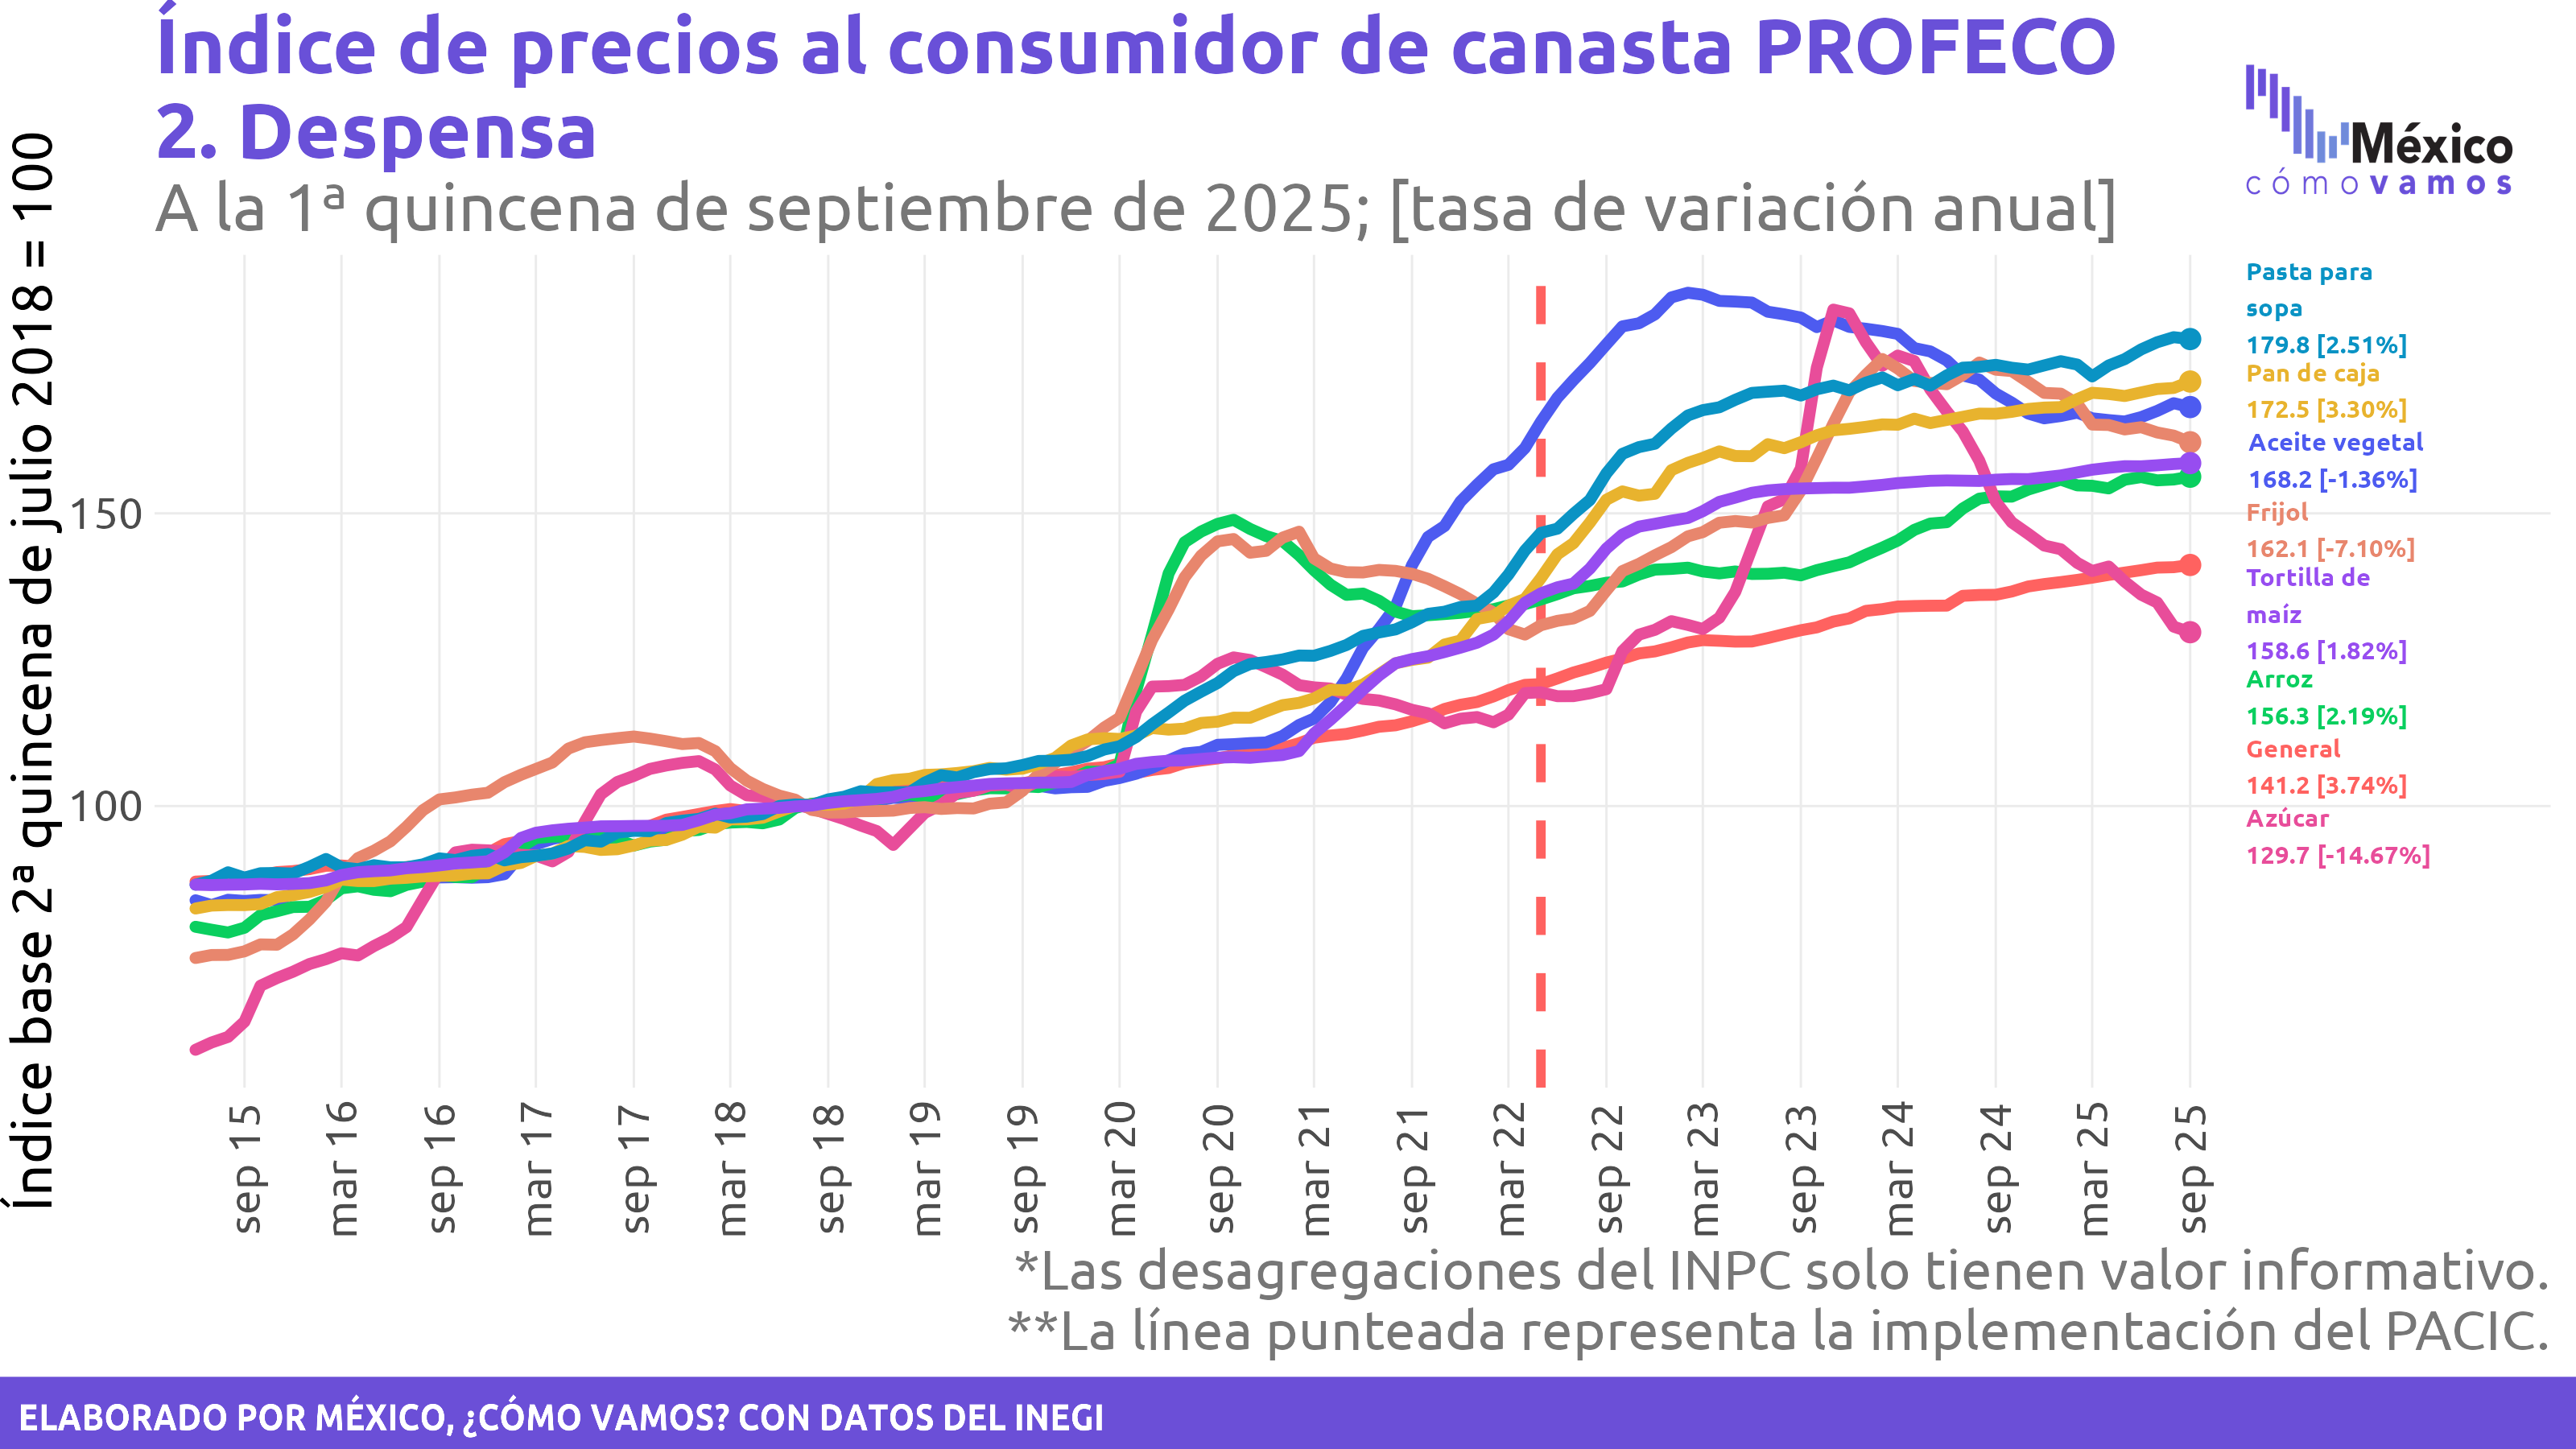 Índice de precios al consumidor de canasta PROFECO
2. Despensa
A la 1ª quincena de septiembre de 2025; [tasa de variación anual]
México
cómo vamos
Índice base 2ª quincena de julio 2018 = 100
150
100
Pasta para
sopa
179.8 [2.51%]
Pan de caja
172.5 [3.30%]
Aceite vegetal
168.2 [-1.36%]
Frijol
162.1 [-7.10%]
Tortilla de
maíz
158.6 [1.82%]
Arroz
156.3 [2.19%]
General
141.2 [3.74%]
Azúcar
129.7 [-14.67%]
sep 15
mar 16
sep 16
mar 17
sep 17
mar 18
sep 18
mar 19
sep 19
mar 20
sep 20
mar 21
sep 21
mar 22
sep 22
mar 23
sep 23
mar 24
sep 24
mar 25
sep 25
*Las desagregaciones del INPC solo tienen valor informativo.
**La línea punteada representa la implementación del PACIC.
ELABORADO POR MÉXICO, ¿CÓMO VAMOS? CON DATOS DEL INEGI